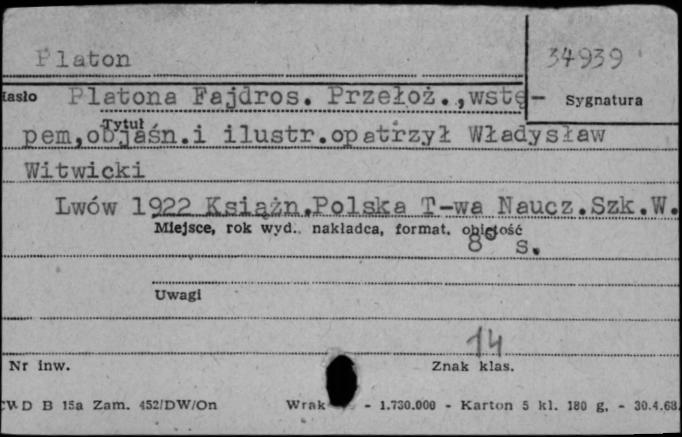 Platon
34939
Hasło Platona Fajdros. Przełoż.,wstę- Sygnatura
Tytuł
pem,objaśn.i ilustr.opatrzył Władysław
Witwicki
Lwów 1922 Książn.Polska T-wa Naucz.Szk.W.
Miejsce, rok wyd., nakładca, format, objętość
8° s.
Uwagi
14
Nr inw. Znak klas.
CWD B 15a Zam. 452/DW/On Wrak - 1.730.000 - Karton 5 kl. 180 g. - 30.4.68.